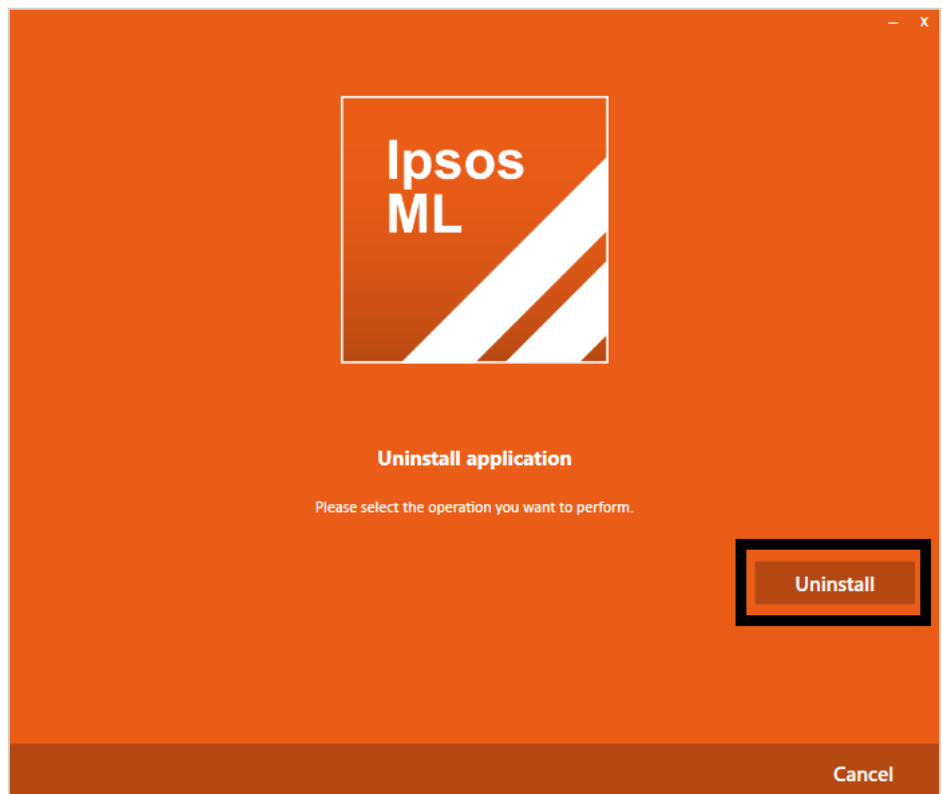 – x
Ipsos
ML
Uninstall application
Please select the operation you want to perform.
Uninstall
Cancel